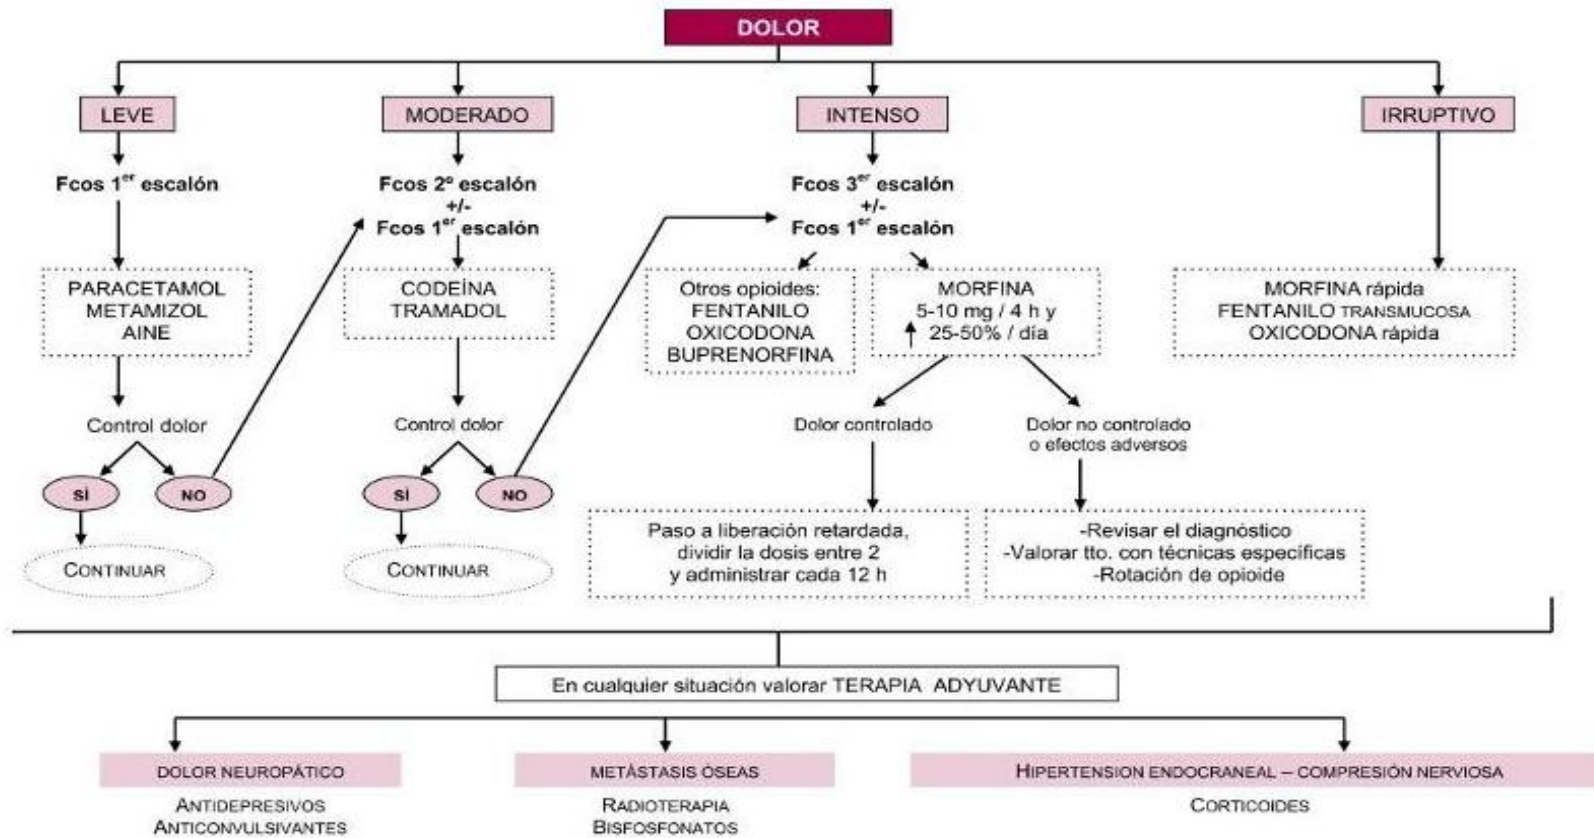 DOLOR
LEVE
MODERADO
INTENSO
IRRUPTIVO
Fcos 1er escalón
Fcos 2º escalón
+/-
Fcos 1er escalón
Fcos 3er escalón
+/-
Fcos 1er escalón
PARACETAMOL
METAMIZOL
AINE
CODEÍNA
TRAMADOL
Otros opioides:
FENTANILO
OXICODONA
BUPRENORFINA
MORFINA
5-10 mg / 4 h y
25-50% / día
MORFINA rápida
FENTANILO TRANSMUCOSA
OXICODONA rápida
Control dolor
Control dolor
Dolor controlado
Dolor no controlado
o efectos adversos
SÍ
NO
SÍ
NO
CONTINUAR
CONTINUAR
Paso a liberación retardada,
dividir la dosis entre 2
y administrar cada 12 h
-Revisar el diagnóstico
-Valorar tto. con técnicas específicas
-Rotación de opioide
En cualquier situación valorar TERAPIA ADYUVANTE
DOLOR NEUROPÁTICO
METÁSTASIS ÓSEAS
HIPERTENSION ENDOCRANEAL – COMPRESIÓN NERVIOSA
ANTIDEPRESIVOS
ANTICONVULSIVANTES
RADIOTERAPIA
BISFOSFONATOS
CORTICOIDES